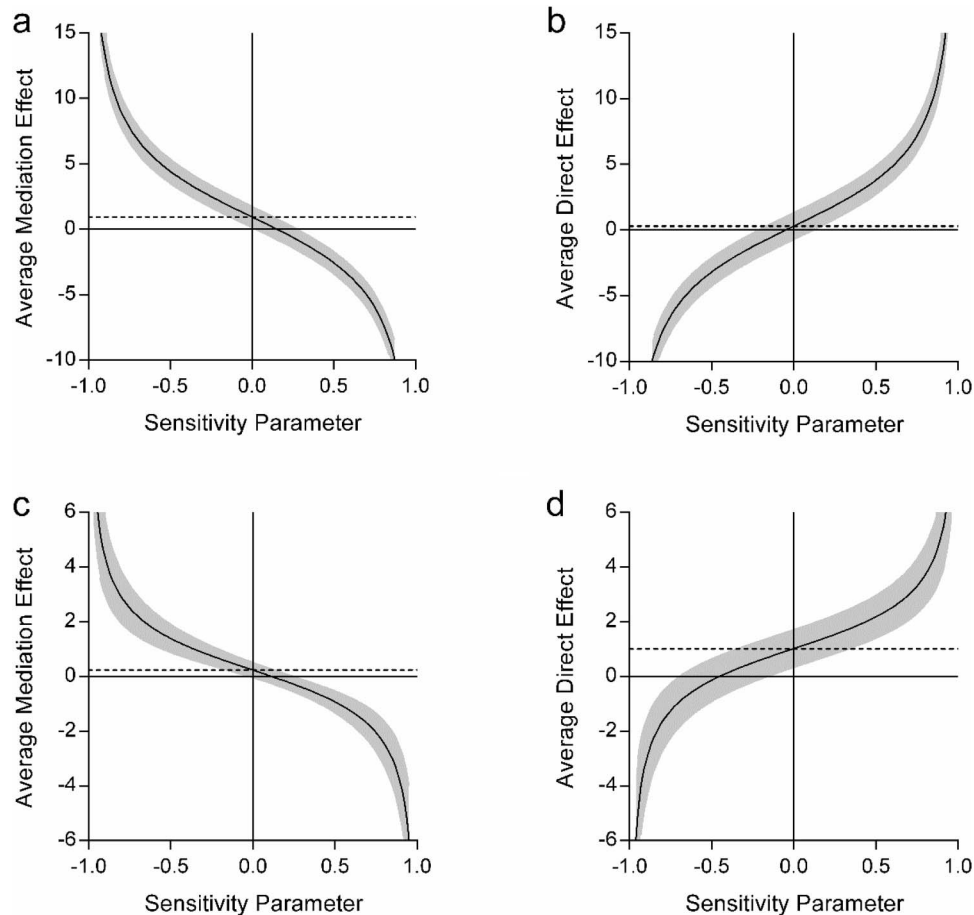 a
Average Mediation Effect
15
10
5
0
-5
-10
-1.0 -0.5 0.0 0.5 1.0
Sensitivity Parameter
b
Average Direct Effect
15
10
5
0
-5
-10
-1.0 -0.5 0.0 0.5 1.0
Sensitivity Parameter
c
Average Mediation Effect
6
4
2
0
-2
-4
-6
-1.0 -0.5 0.0 0.5 1.0
Sensitivity Parameter
d
Average Direct Effect
6
4
2
0
-2
-4
-6
-1.0 -0.5 0.0 0.5 1.0
Sensitivity Parameter